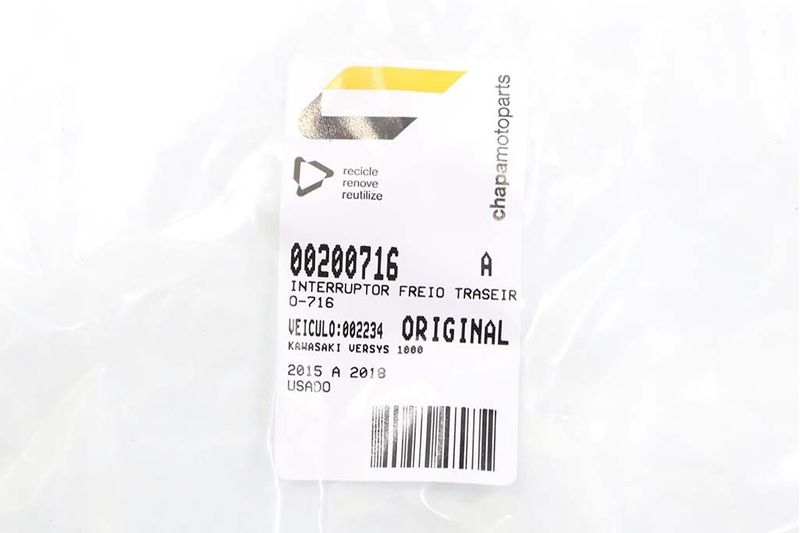 chapamotoparts
recicle
renove
reutilize
00200716 A
INTERRUPTOR FREIO TRASEIR
O-716
VEICULO:002234 ORIGINAL
KAWASAKI VERSYS 1000
2015 A 2018
USADO